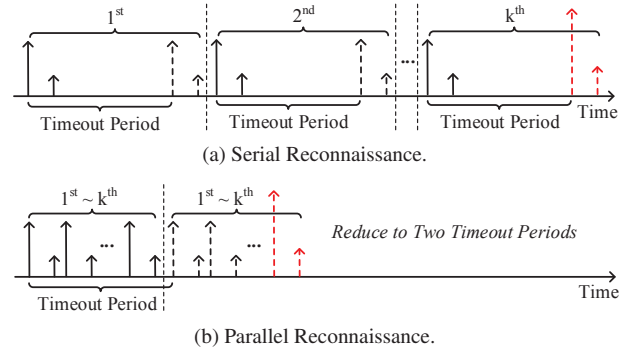 1st 2nd kth
...
Timeout Period Timeout Period Timeout Period Time
(a) Serial Reconnaissance.
1st ~ kth 1st ~ kth
... ... Reduce to Two Timeout Periods
Timeout Period Time
(b) Parallel Reconnaissance.